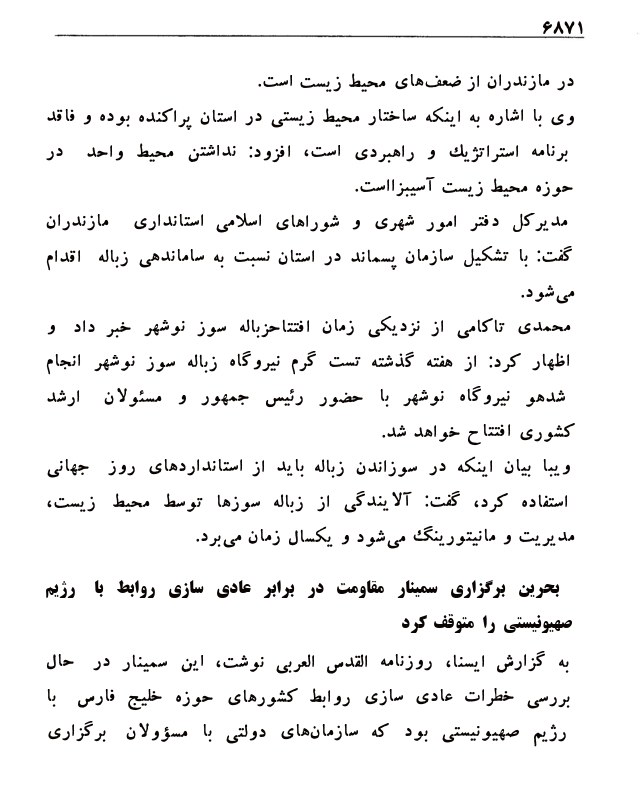 ۶۸۷۱
در مازندران از ضعف‌های محیط زیست است.
وی با اشاره به اینکه ساختار محیط زیستی در استان پراکنده بوده و فاقد
برنامه استراتژیک و راهبردی است، افزود: نداشتن محیط واحد در
حوزه محیط زیست آسیبزااست.
مدیرکل دفتر امور شهری و شوراهای اسلامی استانداری مازندران
گفت: با تشکیل سازمان پسماند در استان نسبت به ساماندهی زباله اقدام
می‌شود.
محمدی تاکامی از نزدیکی زمان افتتاحزباله سوز نوشهر خبر داد و
اظهار کرد: از هفته گذشته تست گرم نیروگاه زباله سوز نوشهر انجام
شدهو نیروگاه نوشهر با حضور رئیس جمهور و مسئولان ارشد
کشوری افتتاح خواهد شد.
ویبا بیان اینکه در سوزاندن زباله باید از استانداردهای روز جهانی
استفاده کرد، گفت: آلایندگی از زباله سوزها توسط محیط زیست،
مدیریت و مانیتورینگ می‌شود و یکسال زمان می‌برد.
بحرین برگزاری سمینار مقاومت در برابر عادی سازی روابط با رژیم
صهیونیستی را متوقف کرد
به گزارش ایسنا، روزنامه القدس العربی نوشت، این سمینار در حال
بررسی خطرات عادی سازی روابط کشورهای حوزه خلیج فارس با
رژیم صهیونیستی بود که سازمان‌های دولتی با مسؤولان برگزاری